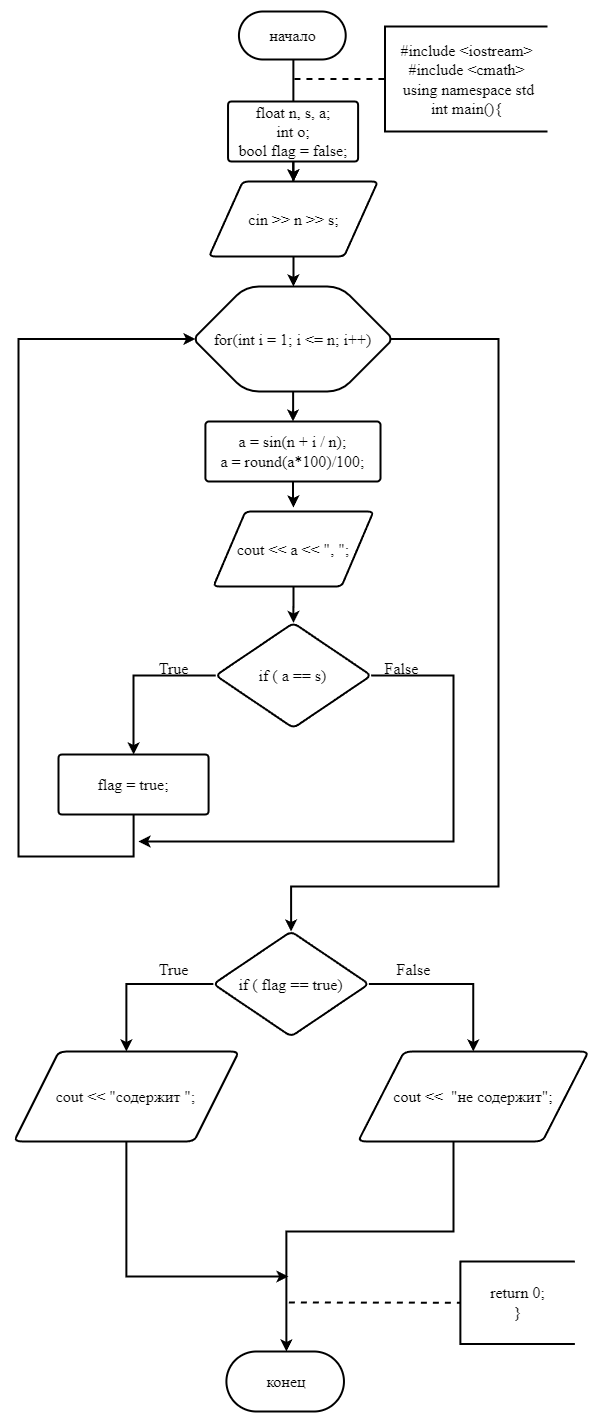 начало
#include <iostream>
#include <cmath>
using namespace std
int main(){
float n, s, a;
int o;
bool flag = false;
cin >> n >> s;
for(int i = 1; i <= n; i++)
a = sin(n + i / n);
a = round(a*100)/100;
cout << a << ", ";
if ( a == s)
True
False
flag = true;
if ( flag == true)
True
False
cout << "содержит ";
cout << "не содержит";
return 0;
}
конец